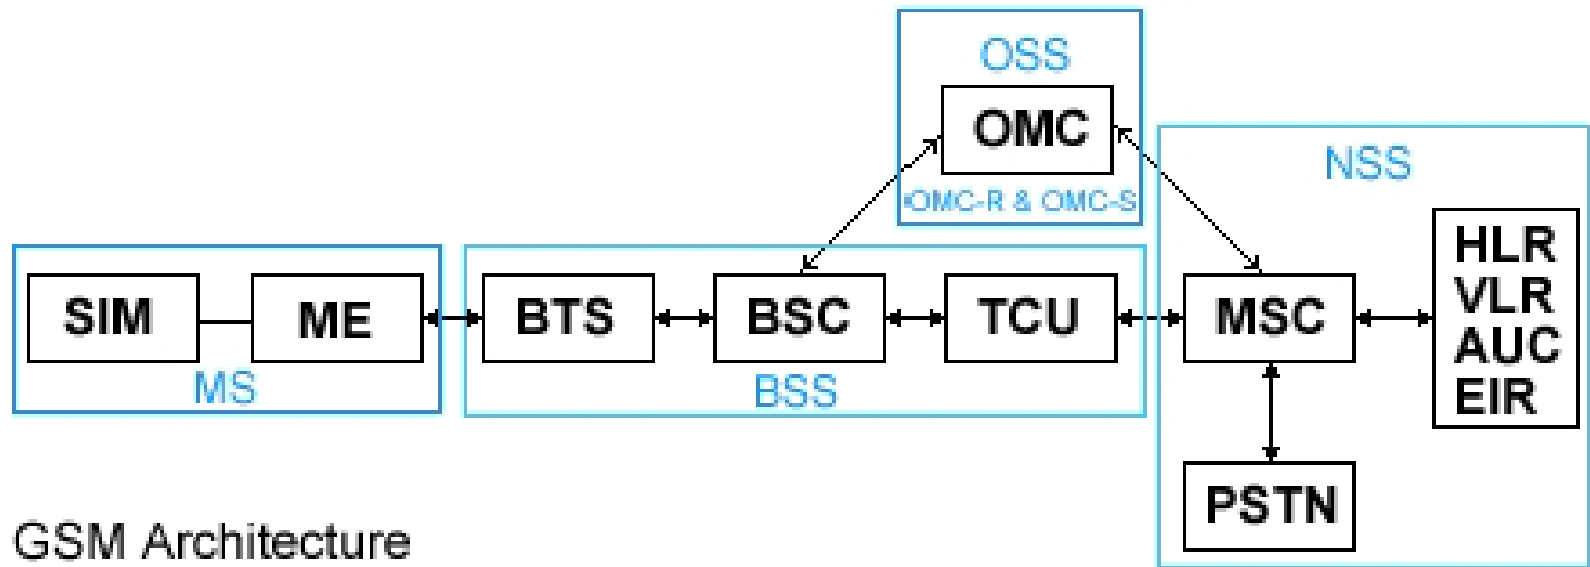 OSS
OMC
OMC-R & OMC-S
NSS
HLR
VLR
AUC
EIR
SIM
ME
BTS
BSC
TCU
MSC
MS
BSS
PSTN
GSM Architecture